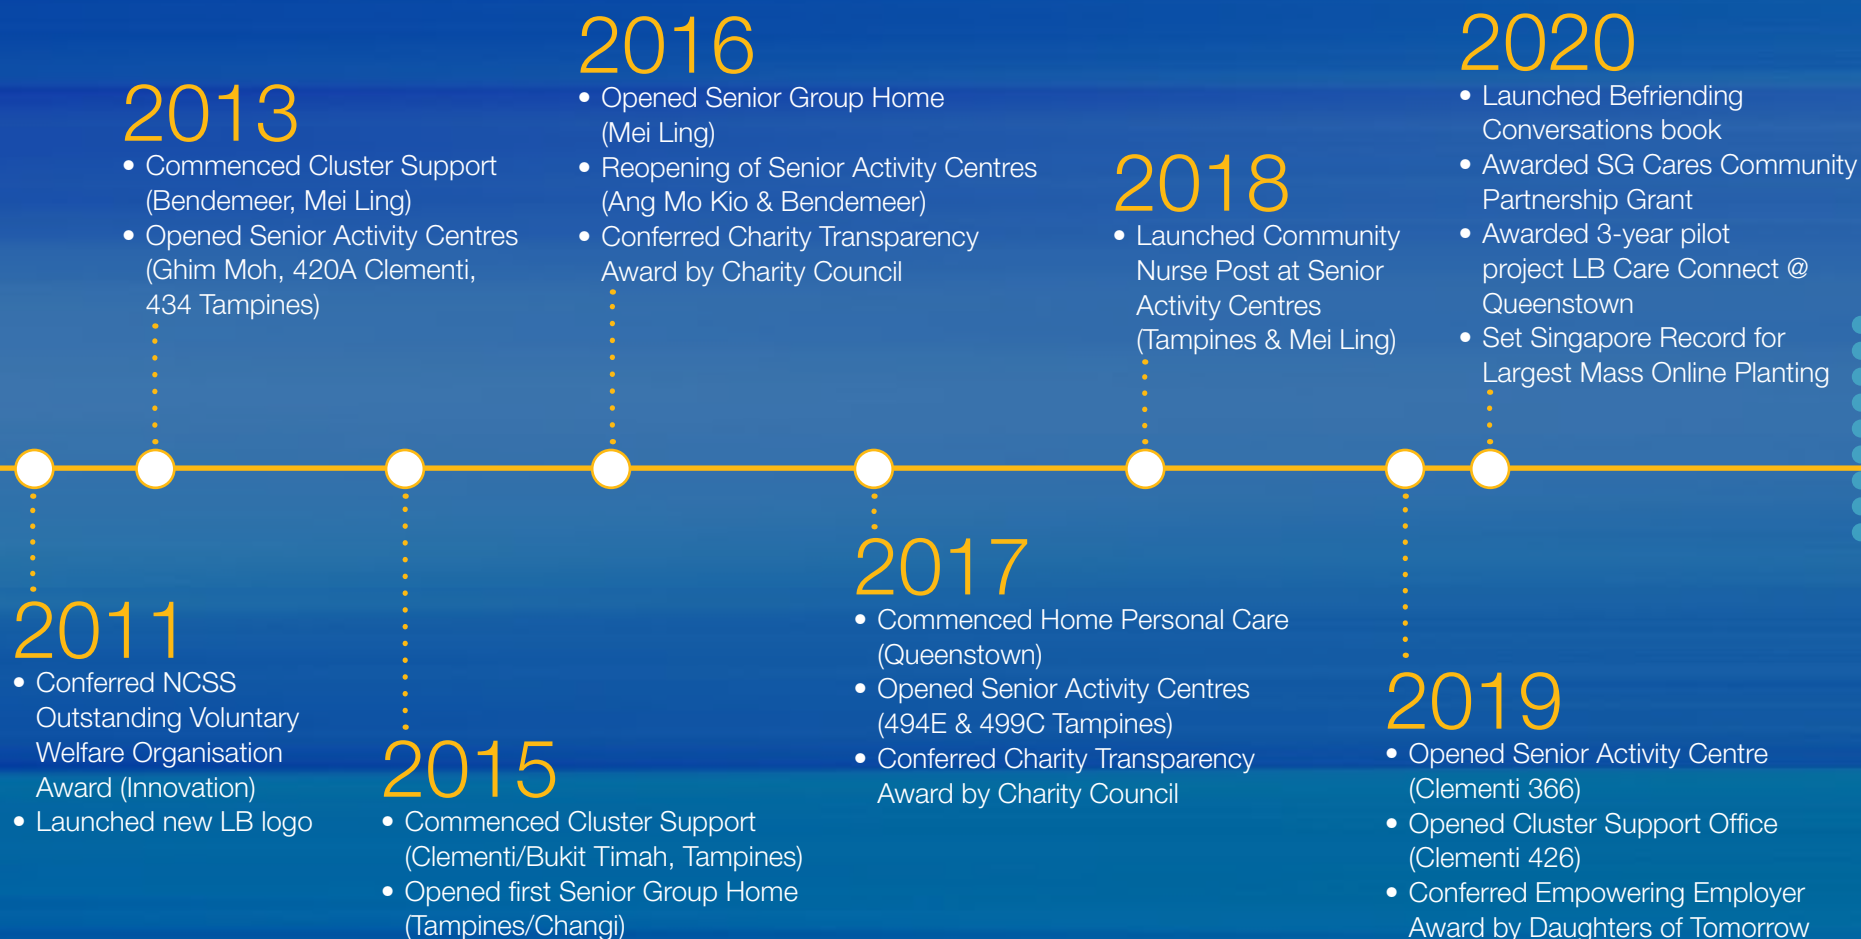 2011
• Conferred NCSS
Outstanding Voluntary
Welfare Organisation
Award (Innovation)
• Launched new LB logo
2013
• Commenced Cluster Support
(Bendemeer, Mei Ling)
• Opened Senior Activity Centres
(Ghim Moh, 420A Clementi,
434 Tampines)
2015
• Commenced Cluster Support
(Clementi/Bukit Timah, Tampines)
• Opened first Senior Group Home
(Tampines/Changi)
2016
• Opened Senior Group Home
(Mei Ling)
• Reopening of Senior Activity Centres
(Ang Mo Kio & Bendemeer)
• Conferred Charity Transparency
Award by Charity Council
2017
• Commenced Home Personal Care
(Queenstown)
• Opened Senior Activity Centres
(494E & 499C Tampines)
• Conferred Charity Transparency
Award by Charity Council
2018
• Launched Community
Nurse Post at Senior
Activity Centres
(Tampines & Mei Ling)
2019
• Opened Senior Activity Centre
(Clementi 366)
• Opened Cluster Support Office
(Clementi 426)
• Conferred Empowering Employer
Award by Daughters of Tomorrow
2020
• Launched Befriending
Conversations book
• Awarded SG Cares Community
Partnership Grant
• Awarded 3-year pilot
project LB Care Connect @
Queenstown
• Set Singapore Record for
Largest Mass Online Planting